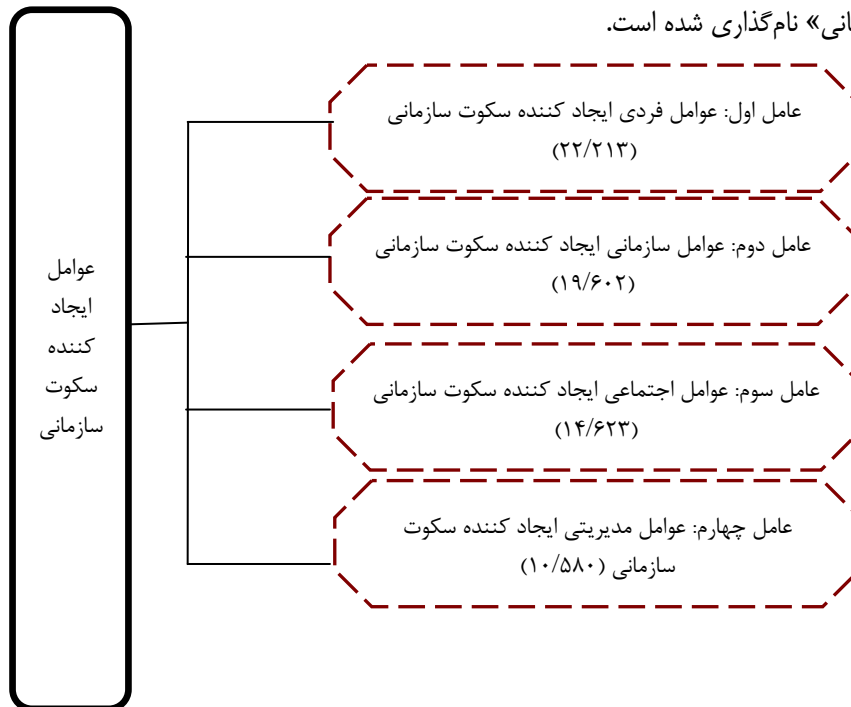 انی» نام‌گذاری شده است.
عامل اول: عوامل فردی ایجاد کننده سکوت سازمانی
(۲۲/۲۱۳)
عامل دوم: عوامل سازمانی ایجاد کننده سکوت سازمانی
(۱۹/۶۰۲)
عامل سوم: عوامل اجتماعی ایجاد کننده سکوت سازمانی
(۱۴/۶۲۳)
عامل چهارم: عوامل مدیریتی ایجاد کننده سکوت
سازمانی (۱۰/۵۸۰)
عوامل
ایجاد
کننده
سکوت
سازمانی